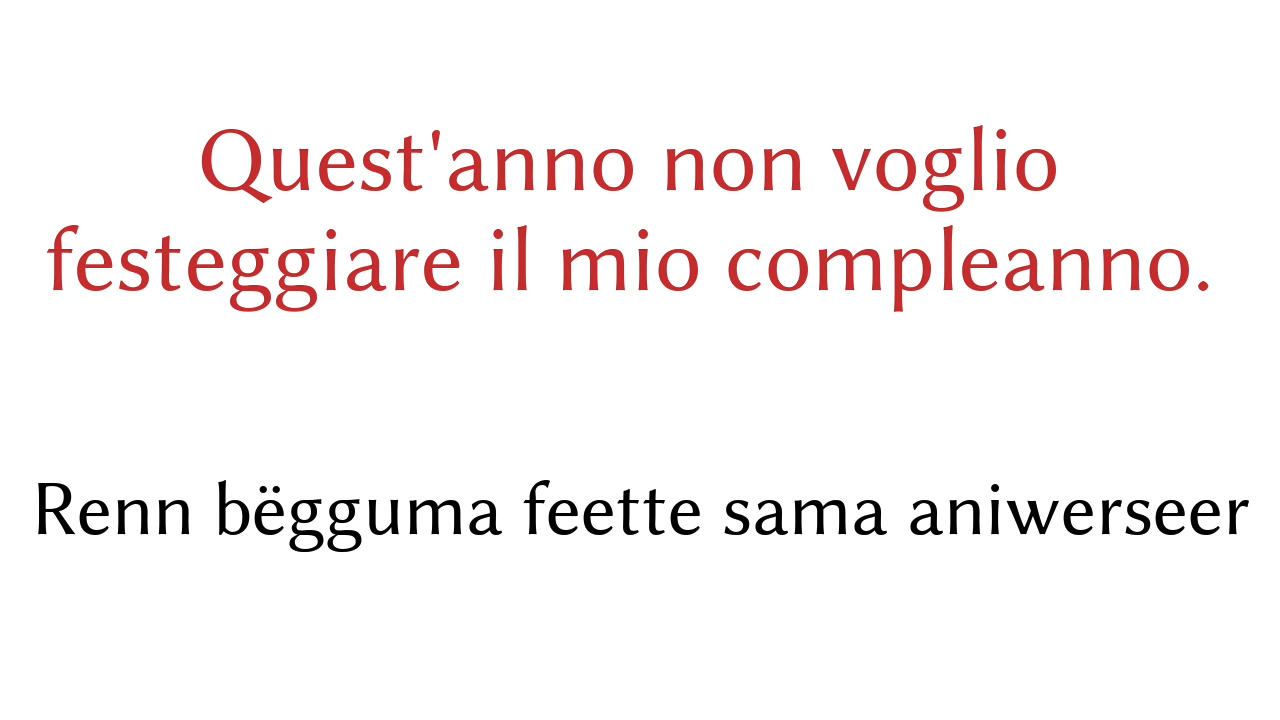 Quest'anno non voglio
festeggiare il mio compleanno.
Renn bëgguma feette sama aniwerseer